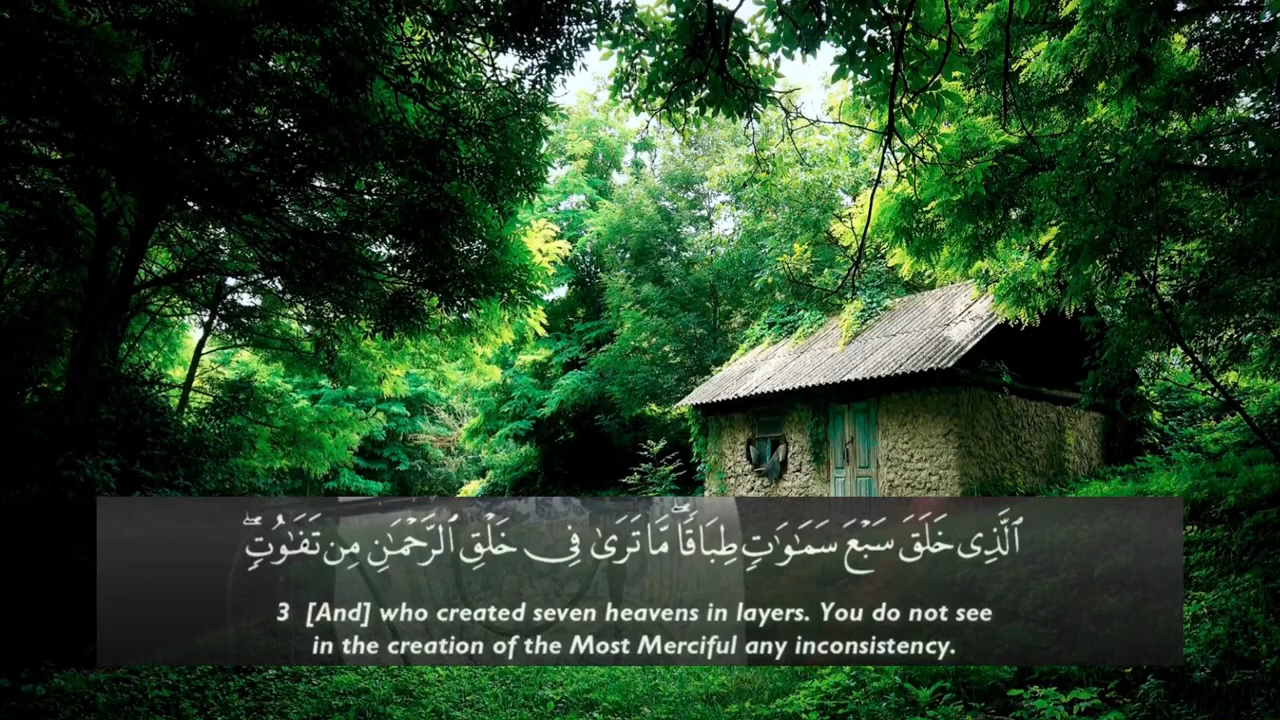 ٱلَّذِى خَلَقَ سَبْعَ سَمَـٰوَٰتٍ طِبَاقًا ۖ مَّا تَرَىٰ فِى خَلْقِ ٱلرَّحْمَـٰنِ مِن تَفَـٰوُتٍ ۖ
3 [And] who created seven heavens in layers. You do not see
in the creation of the Most Merciful any inconsistency.